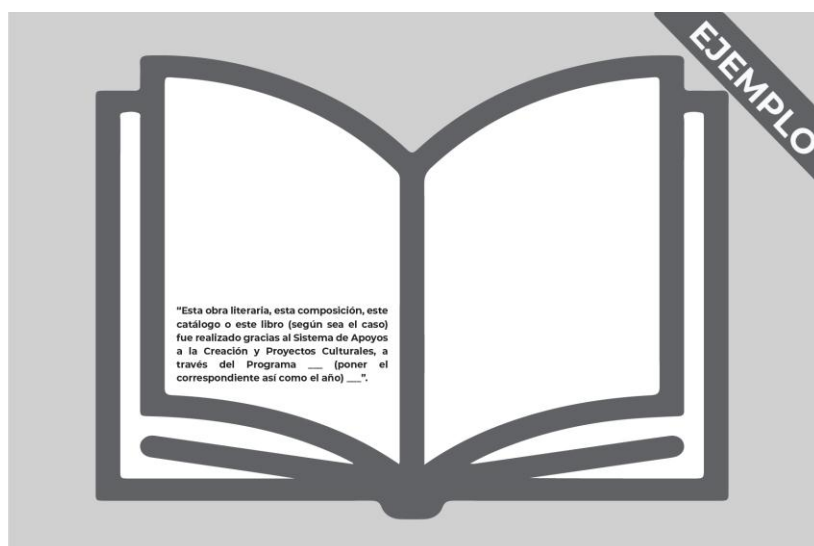 EJEMPLO
"Esta obra literaria, esta composición, este
catálogo o este libro (según sea el caso)
fue realizado gracias al Sistema de Apoyos
a la Creación y Proyectos Culturales, a
través del Programa ___ (poner el
correspondiente así como el año) ___".